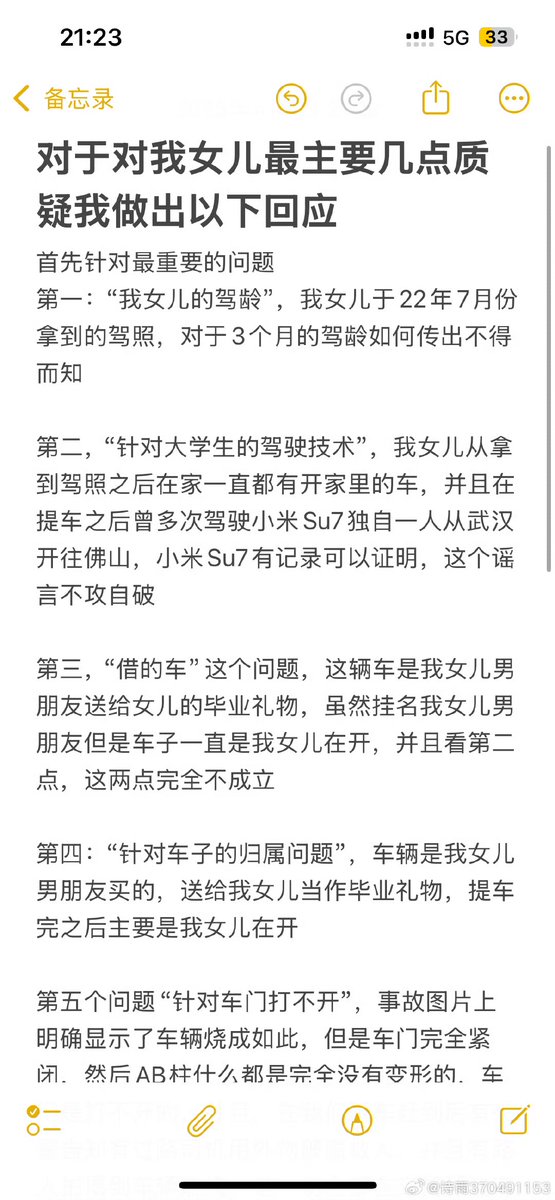 21:23
5G
33
备忘录
对于对我女儿最主要几点质
疑我做出以下回应
首先针对最重要的问题
第一：“我女儿的驾龄”，我女儿于22年7月份
拿到的驾照，对于3个月的驾龄如何传出不得
而知
第二，“针对大学生的驾驶技术”，我女儿从拿
到驾照之后在家一直都有开家里的车，并且在
提车之后曾多次驾驶小米Su7独自一人从武汉
开往佛山，小米Su7有记录可以证明，这个谣
言不攻自破
第三，“借的车” 这个问题，这辆车是我女儿男
朋友送给女儿的毕业礼物，虽然挂名我女儿男
朋友但是车子一直是我女儿在开，并且看第二
点，这两点完全不成立
第四：“针对车子的归属问题”，车辆是我女儿
男朋友买的，送给我女儿当作毕业礼物，提车
完之后主要是我女儿在开
第五个问题“针对车门打不开”，事故图片上
明确显示了车辆烧成如此，但是车门完全紧
闭，然后AB柱什么都是完全没有变形的，车
@诗雨370491153